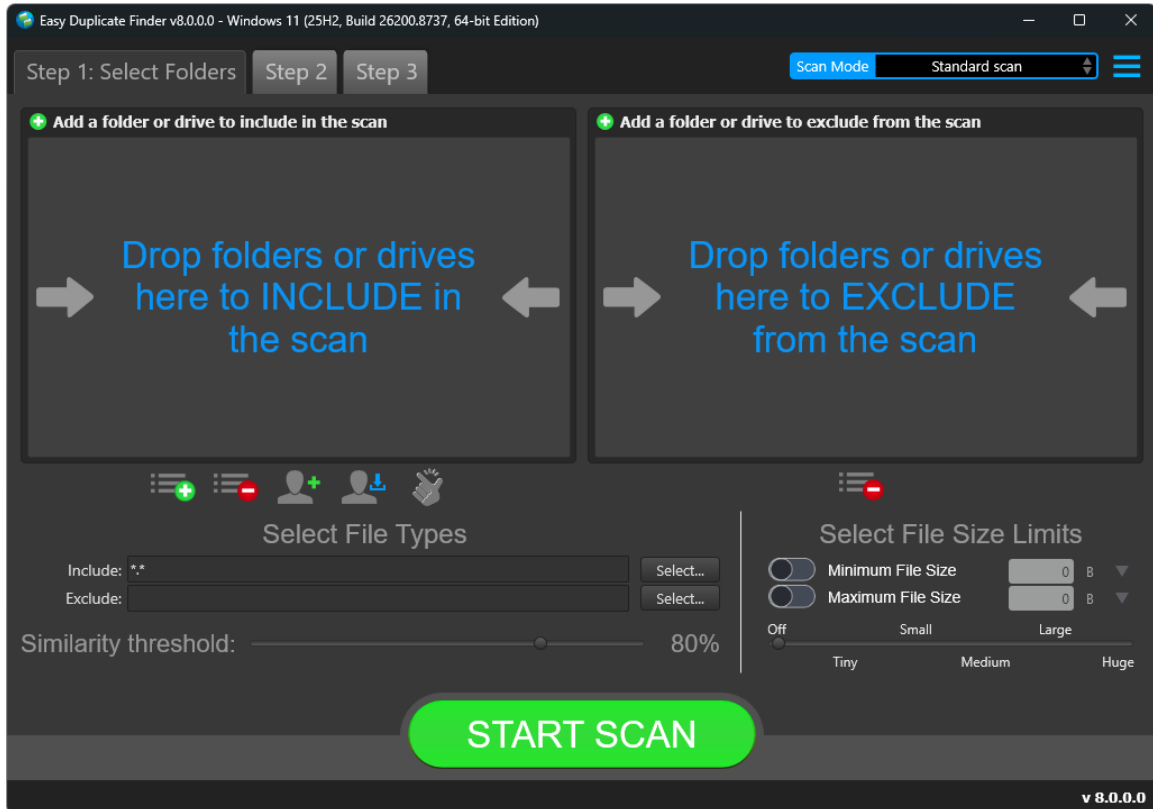 Easy Duplicate Finder v8.0.0.0 - Windows 11 (25H2, Build 26200.8737, 64-bit Edition)
Step 1: Select Folders
Step 2
Step 3
Scan Mode
Standard scan
Add a folder or drive to include in the scan
Drop folders or drives
here to INCLUDE in
the scan
Add a folder or drive to exclude from the scan
Drop folders or drives
here to EXCLUDE
from the scan
Select File Types
Include: *.*
Select...
Exclude:
Select...
Similarity threshold:
80%
Select File Size Limits
Minimum File Size
0 B
Maximum File Size
0 B
Off
Small
Large
Tiny
Medium
Huge
START SCAN
v 8.0.0.0